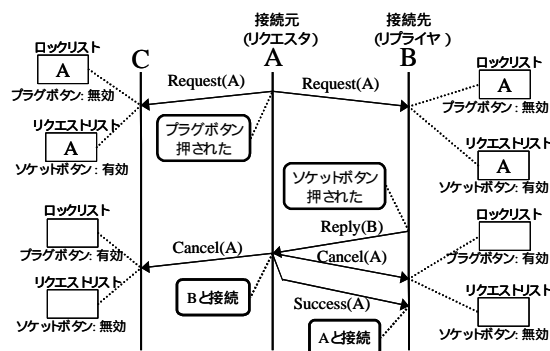 接続元
(リクエスタ)
接続先
(リプライヤ)
C
A
B
ロックリスト
A
プラグボタン: 無効
リクエストリスト
A
ソケットボタン: 有効
Request(A)
Request(A)
プラグボタン
押された
ロックリスト
A
プラグボタン: 無効
リクエストリスト
A
ソケットボタン: 有効
ソケットボタン
押された
Reply(B)
ロックリスト
プラグボタン: 有効
リクエストリスト
ソケットボタン: 無効
Cancel(A)
Cancel(A)
Bと接続
Success(A)
Aと接続
ロックリスト
プラグボタン: 有効
リクエストリスト
ソケットボタン: 無効